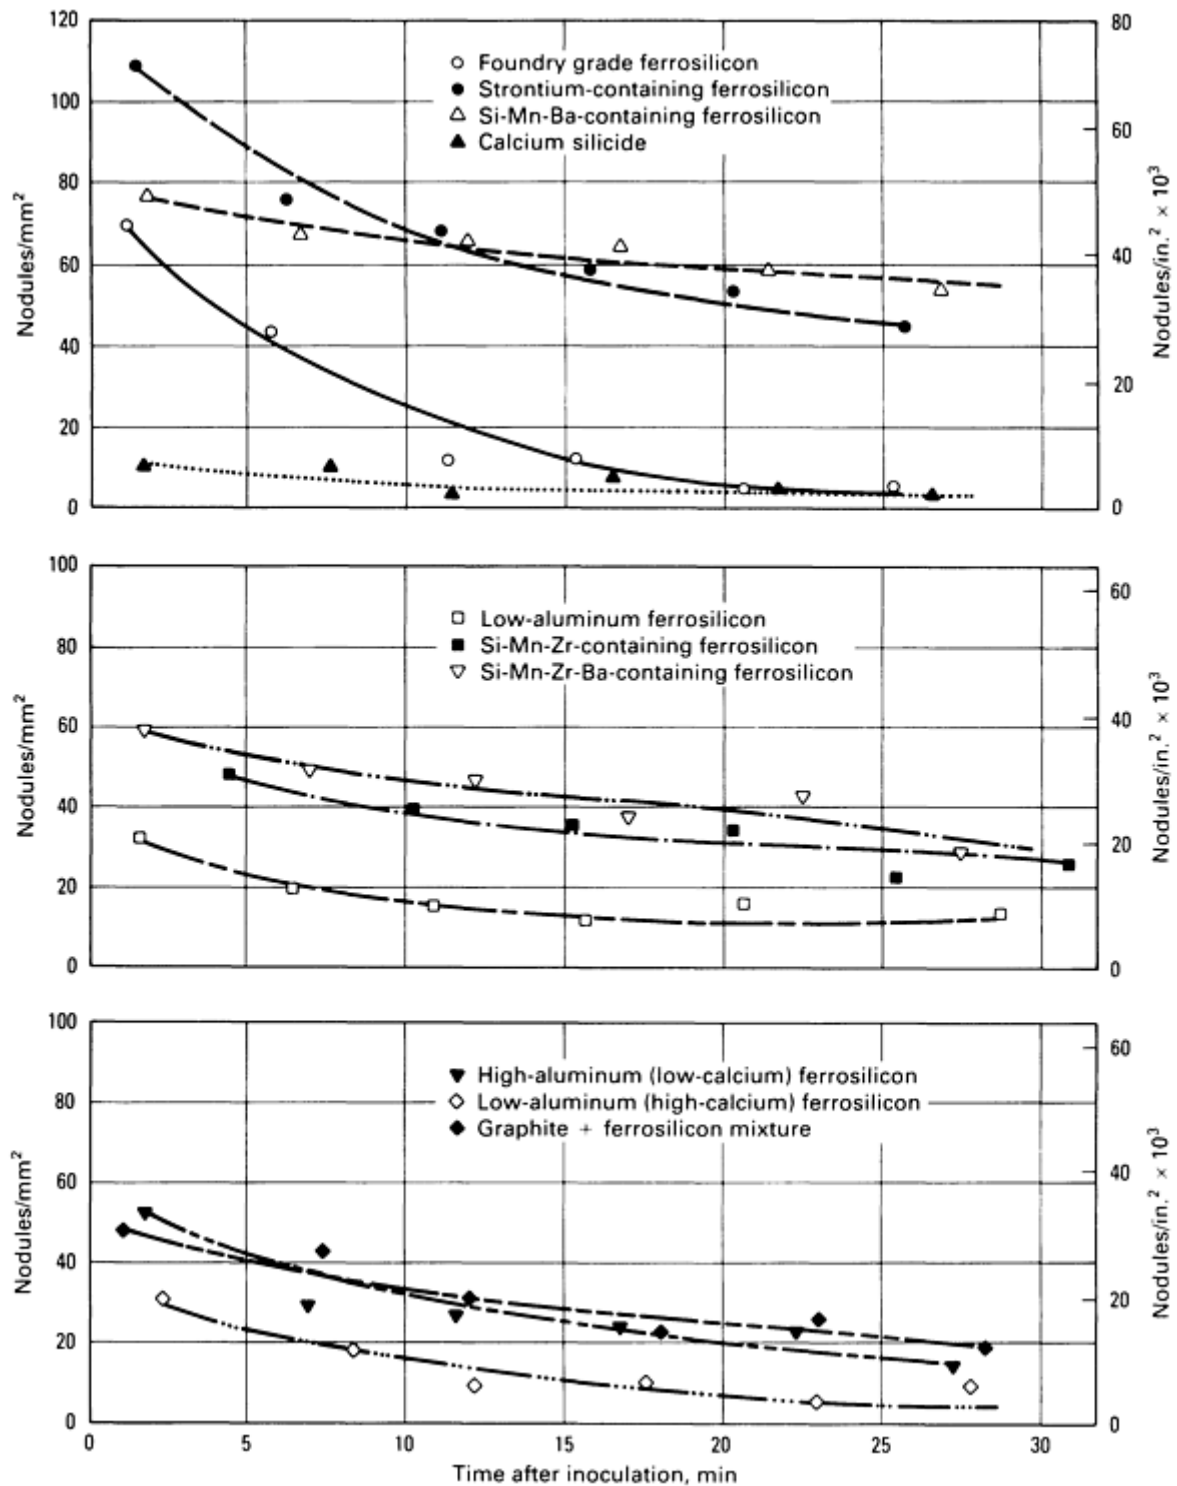 120
100
80
60
40
20
0
Nodules/mm²
80
60
40
20
0
Nodules/in.² × 10³
Foundry grade ferrosilicon
Strontium-containing ferrosilicon
Si-Mn-Ba-containing ferrosilicon
Calcium silicide
100
80
60
40
20
0
Nodules/mm²
60
40
20
0
Nodules/in.² × 10³
Low-aluminum ferrosilicon
Si-Mn-Zr-containing ferrosilicon
Si-Mn-Zr-Ba-containing ferrosilicon
100
80
60
40
20
0
Nodules/mm²
60
40
20
0
Nodules/in.² × 10³
High-aluminum (low-calcium) ferrosilicon
Low-aluminum (high-calcium) ferrosilicon
Graphite + ferrosilicon mixture
0 5 10 15 20 25 30
Time after inoculation, min